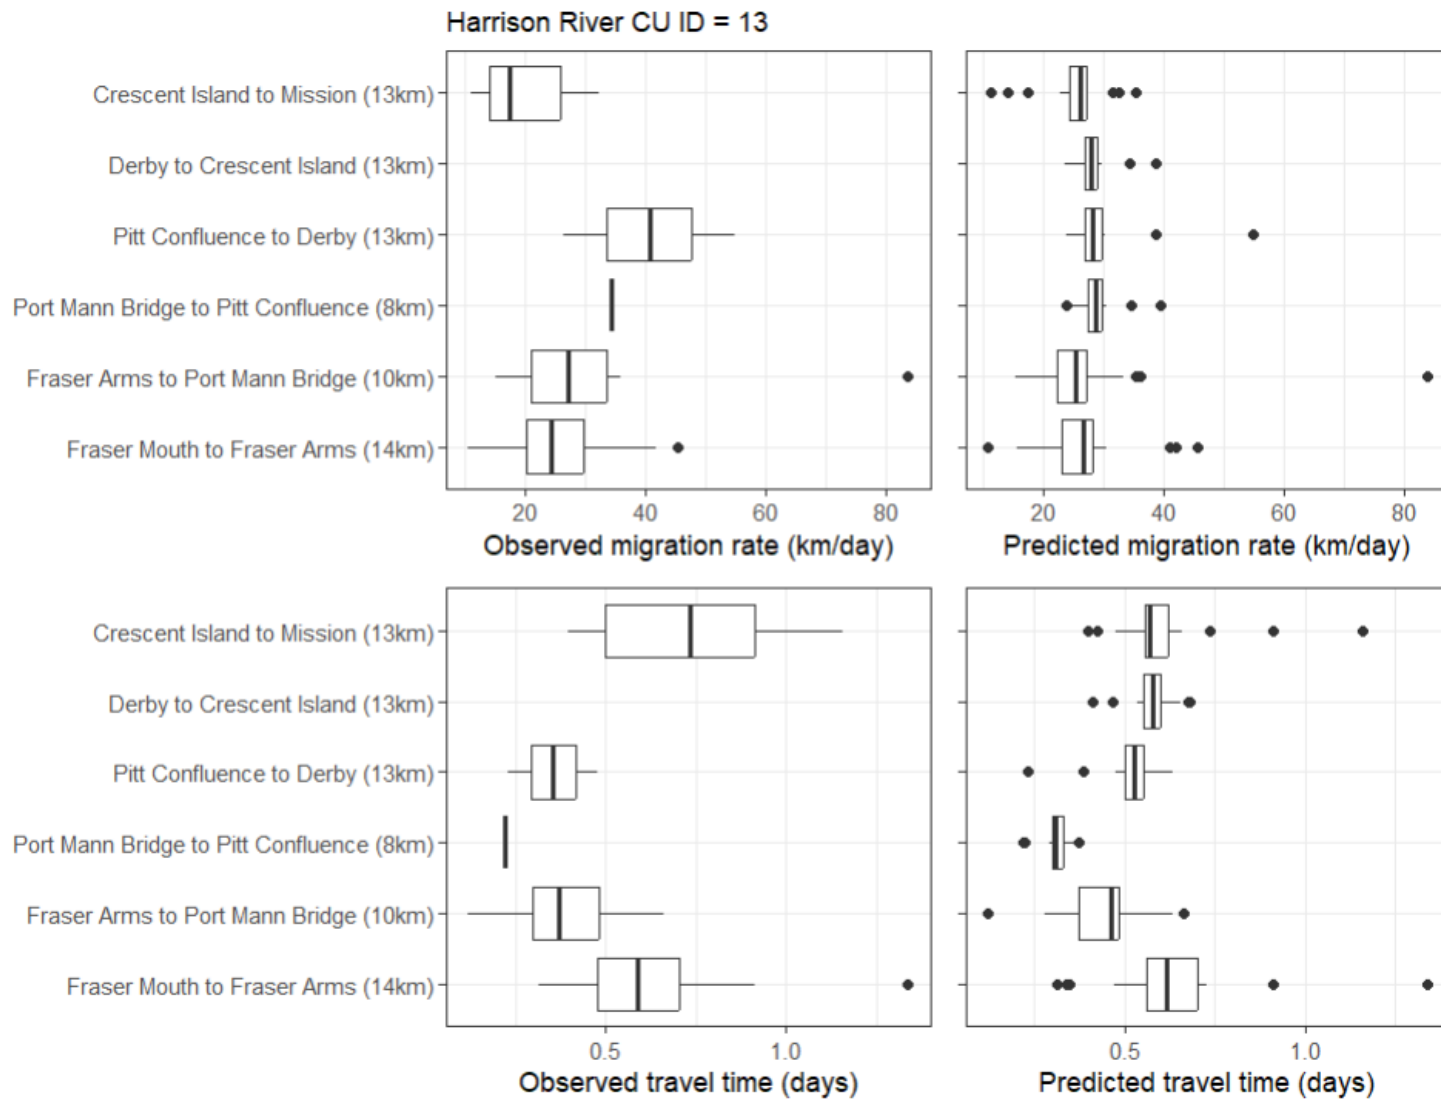 Harrison River CU ID = 13
Crescent Island to Mission (13km)
Derby to Crescent Island (13km)
Pitt Confluence to Derby (13km)
Port Mann Bridge to Pitt Confluence (8km)
Fraser Arms to Port Mann Bridge (10km)
Fraser Mouth to Fraser Arms (14km)
20 40 60 80
Observed migration rate (km/day)
20 40 60 80
Predicted migration rate (km/day)
Crescent Island to Mission (13km)
Derby to Crescent Island (13km)
Pitt Confluence to Derby (13km)
Port Mann Bridge to Pitt Confluence (8km)
Fraser Arms to Port Mann Bridge (10km)
Fraser Mouth to Fraser Arms (14km)
0.5 1.0
Observed travel time (days)
0.5 1.0
Predicted travel time (days)